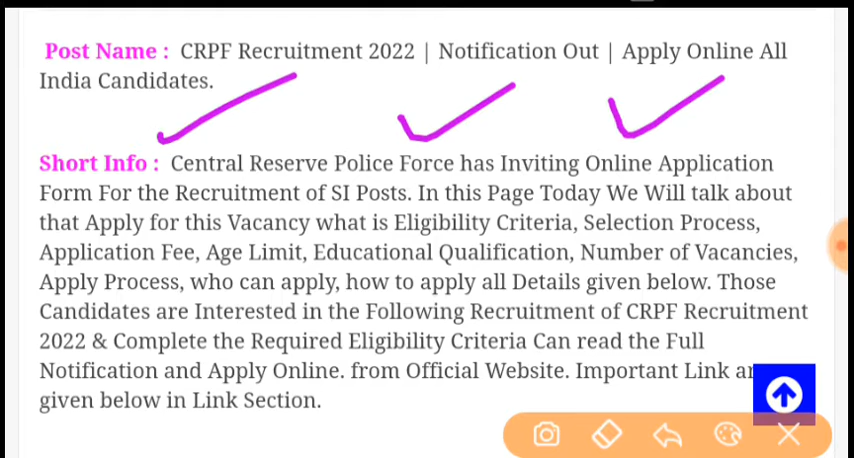 Post Name : CRPF Recruitment 2022 | Notification Out | Apply Online All
India Candidates.
Short Info : Central Reserve Police Force has Inviting Online Application
Form For the Recruitment of SI Posts. In this Page Today We Will talk about
that Apply for this Vacancy what is Eligibility Criteria, Selection Process,
Application Fee, Age Limit, Educational Qualification, Number of Vacancies,
Apply Process, who can apply, how to apply all Details given below. Those
Candidates are Interested in the Following Recruitment of CRPF Recruitment
2022 & Complete the Required Eligibility Criteria Can read the Full
Notification and Apply Online. from Official Website. Important Link
given below in Link Section.